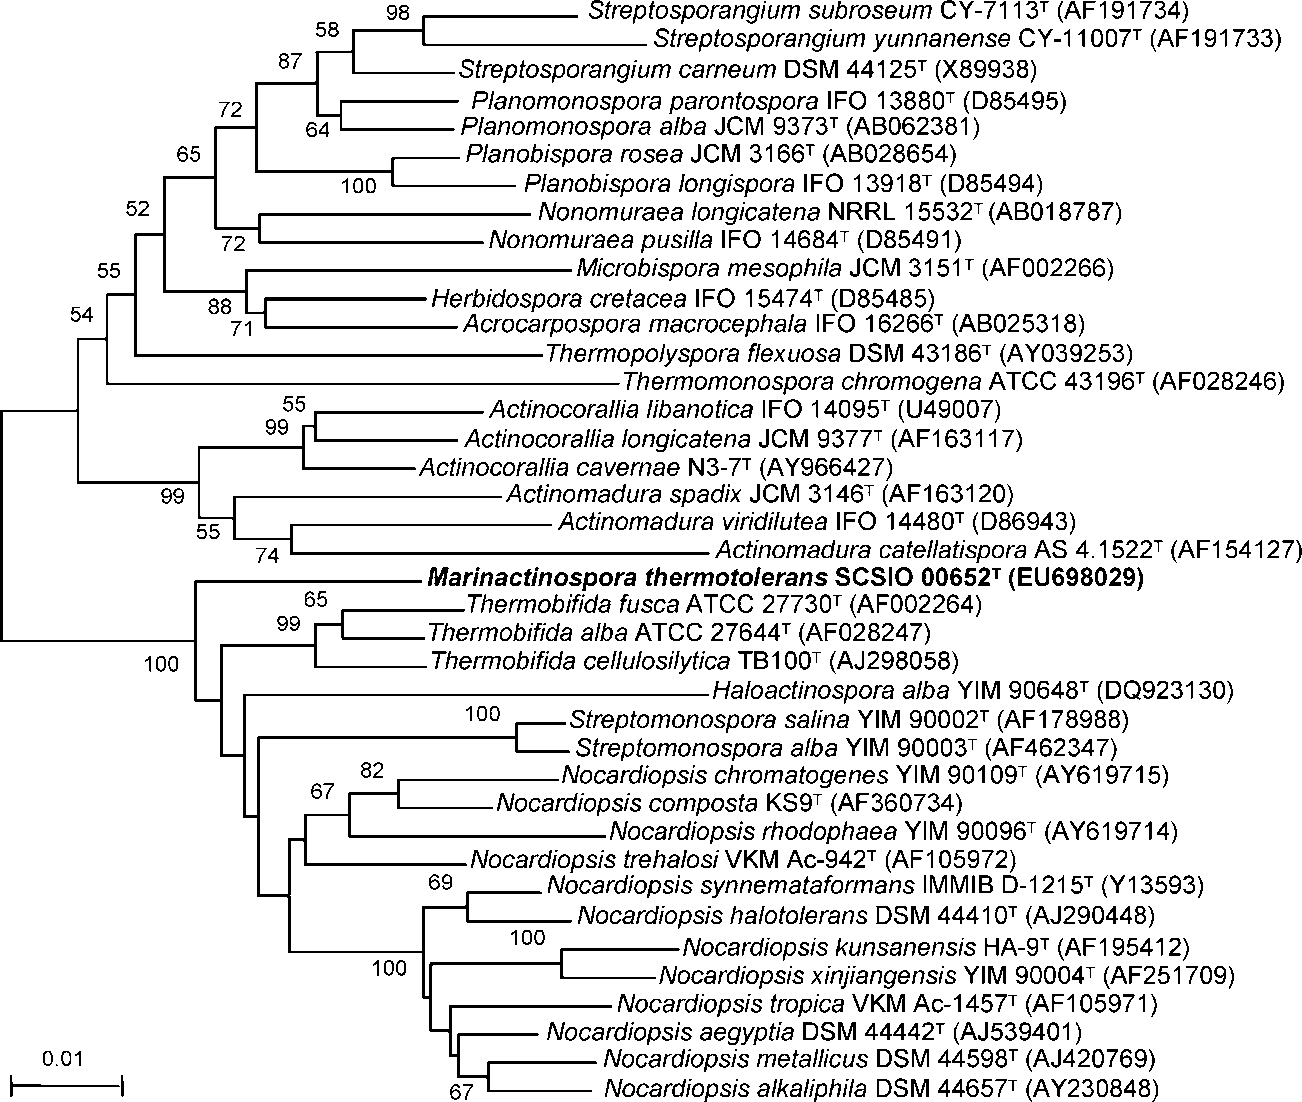 98
Streptosporangium subroseum CY-7113ᵀ (AF191734)
58
Streptosporangium yunnanense CY-11007ᵀ (AF191733)
87
Streptosporangium carneum DSM 44125ᵀ (X89938)
72
Planomonospora parontospora IFO 13880ᵀ (D85495)
64
Planomonospora alba JCM 9373ᵀ (AB062381)
65
Planobispora rosea JCM 3166ᵀ (AB028654)
100
Planobispora longispora IFO 13918ᵀ (D85494)
52
Nonomuraea longicatena NRRL 15532ᵀ (AB018787)
72
Nonomuraea pusilla IFO 14684ᵀ (D85491)
55
Microbispora mesophila JCM 3151ᵀ (AF002266)
88
Herbidospora cretacea IFO 15474ᵀ (D85485)
54
71
Acrocarpospora macrocephala IFO 16266ᵀ (AB025318)
Thermopolyspora flexuosa DSM 43186ᵀ (AY039253)
Thermomonospora chromogena ATCC 43196ᵀ (AF028246)
55
Actinocorallia libanotica IFO 14095ᵀ (U49007)
99
Actinocorallia longicatena JCM 9377ᵀ (AF163117)
Actinocorallia cavernae N3-7ᵀ (AY966427)
99
Actinomadura spadix JCM 3146ᵀ (AF163120)
55
Actinomadura viridilutea IFO 14480ᵀ (D86943)
74
Actinomadura catellatispora AS 4.1522ᵀ (AF154127)
Marinactinospora thermotolerans SCSIO 00652ᵀ (EU698029)
65
Thermobifida fusca ATCC 27730ᵀ (AF002264)
99
Thermobifida alba ATCC 27644ᵀ (AF028247)
100
Thermobifida cellulosilytica TB100ᵀ (AJ298058)
Haloactinospora alba YIM 90648ᵀ (DQ923130)
100
Streptomonospora salina YIM 90002ᵀ (AF178988)
Streptomonospora alba YIM 90003ᵀ (AF462347)
82
Nocardiopsis chromatogenes YIM 90109ᵀ (AY619715)
67
Nocardiopsis composta KS9ᵀ (AF360734)
Nocardiopsis rhodophaea YIM 90096ᵀ (AY619714)
Nocardiopsis trehalosi VKM Ac-942ᵀ (AF105972)
69
Nocardiopsis synnemataformans IMMIB D-1215ᵀ (Y13593)
Nocardiopsis halotolerans DSM 44410ᵀ (AJ290448)
100
Nocardiopsis kunsanensis HA-9ᵀ (AF195412)
100
Nocardiopsis xinjiangensis YIM 90004ᵀ (AF251709)
Nocardiopsis tropica VKM Ac-1457ᵀ (AF105971)
Nocardiopsis aegyptia DSM 44442ᵀ (AJ539401)
0.01
Nocardiopsis metallicus DSM 44598ᵀ (AJ420769)
67
Nocardiopsis alkaliphila DSM 44657ᵀ (AY230848)